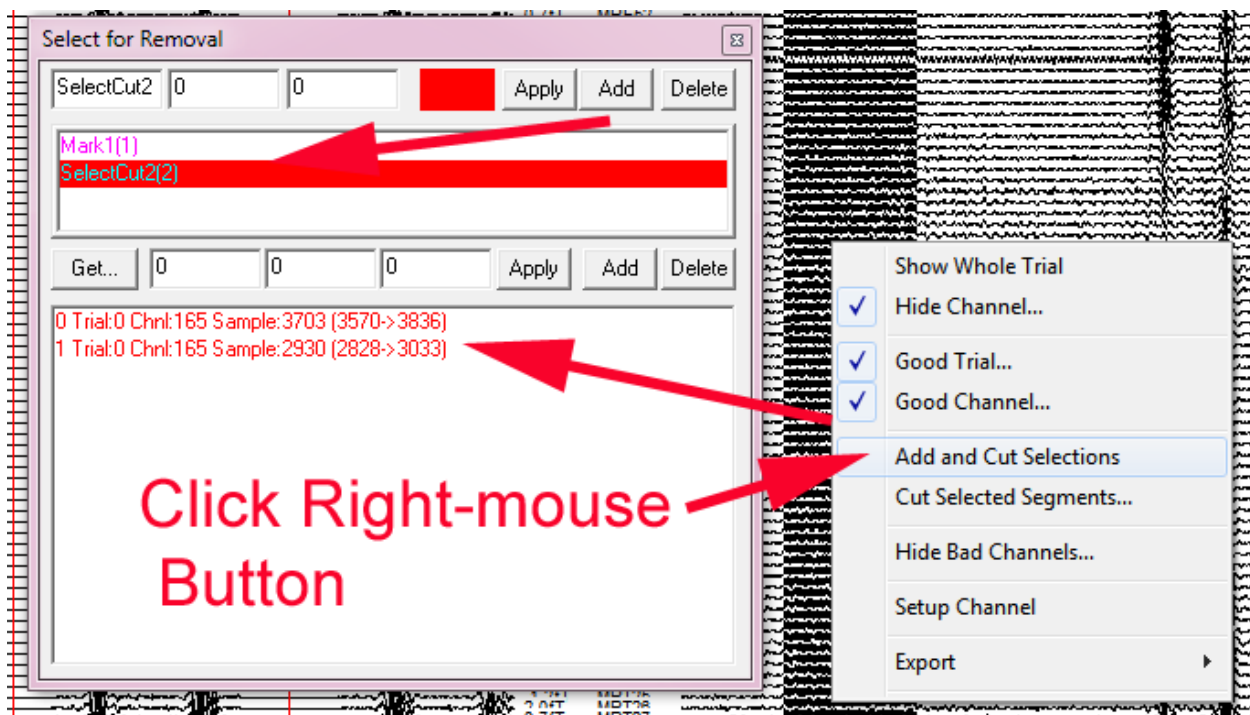 Select for Removal
SelectCut2 0 0 Apply Add Delete
Mark1(1)
SelectCut2(2)
Get... 0 0 0 Apply Add Delete
0 Trial:0 Chnl:165 Sample:3703 (3570->3836)
1 Trial:0 Chnl:165 Sample:2930 (2828->3033)
Click Right-mouse
Button
Show Whole Trial
Hide Channel...
Good Trial...
Good Channel...
Add and Cut Selections
Cut Selected Segments...
Hide Bad Channels...
Setup Channel
Export
2.0fT MRT26